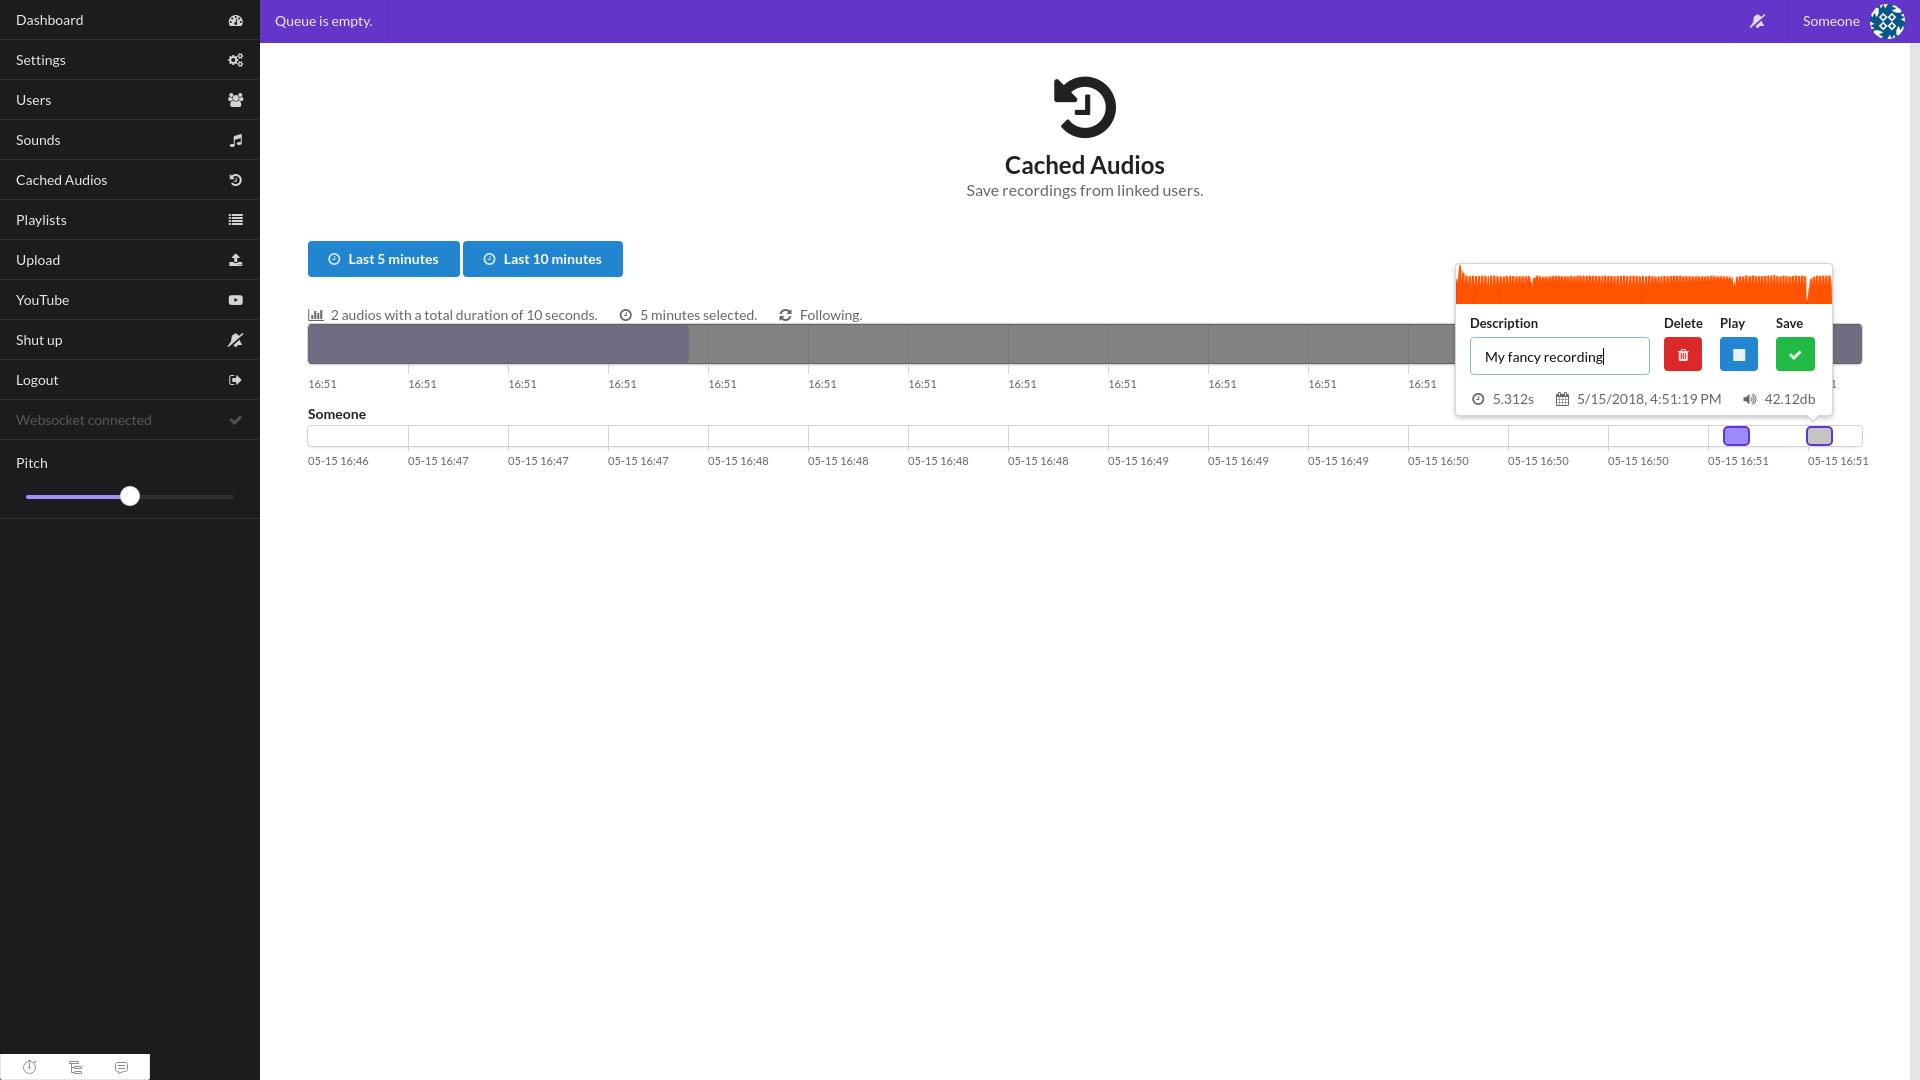 Dashboard
Settings
Users
Sounds
Cached Audios
Playlists
Upload
YouTube
Shut up
Logout
Websocket connected
Pitch
Queue is empty.
Someone
Cached Audios
Save recordings from linked users.
Last 5 minutes Last 10 minutes
2 audios with a total duration of 10 seconds. 5 minutes selected. Following.
16:51 16:51 16:51 16:51 16:51 16:51 16:51 16:51 16:51 16:51 16:51 16:51
Description Delete Play Save
My fancy recording
5.312s 5/15/2018, 4:51:19 PM 42.12db
Someone
05-15 16:46 05-15 16:47 05-15 16:47 05-15 16:47 05-15 16:48 05-15 16:48 05-15 16:48 05-15 16:48 05-15 16:49 05-15 16:49 05-15 16:49 05-15 16:50 05-15 16:50 05-15 16:50 05-15 16:51 05-15 16:51